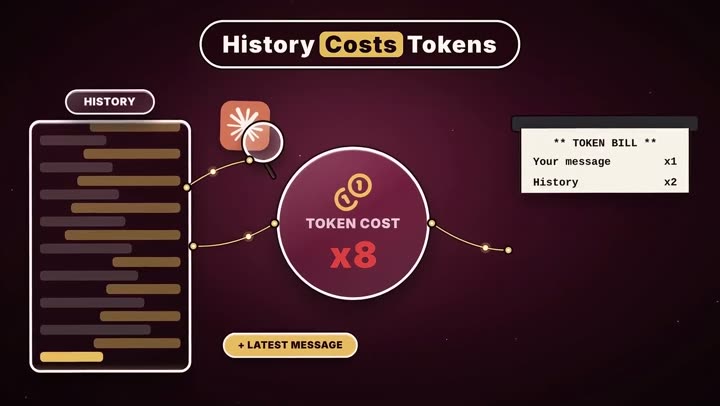 History Costs Tokens
HISTORY
** TOKEN BILL **
Your message x1
History x2
TOKEN COST
x8
+ LATEST MESSAGE